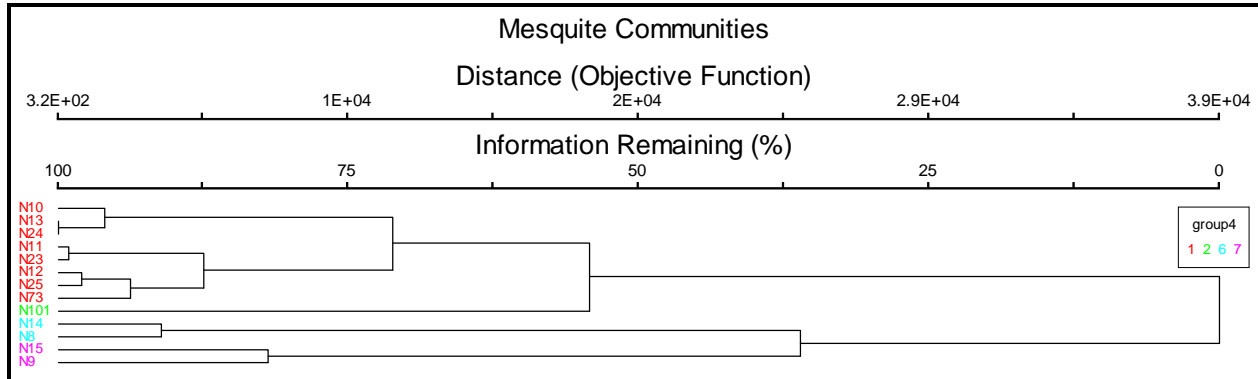 Mesquite Communities
Distance (Objective Function)
3.2E+02 1E+04 2E+04 2.9E+04 3.9E+04
Information Remaining (%)
100 75 50 25 0
N10
N13
N24
N11
N23
N12
N25
N73
N101
N14
N8
N15
N9
group4
1 2 6 7